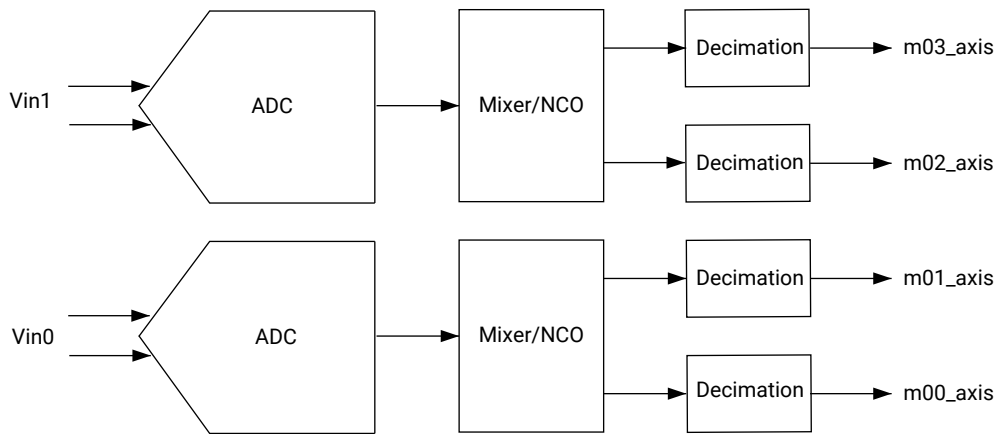 Vin1
ADC
Mixer/NCO
Decimation
m03_axis
Decimation
m02_axis
Vin0
ADC
Mixer/NCO
Decimation
m01_axis
Decimation
m00_axis